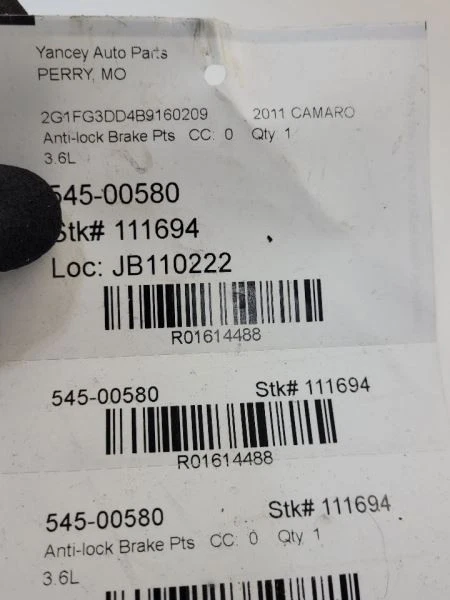 Yancey Auto Parts
PERRY, MO
2G1FG3DD4B9160209 2011 CAMARO
Anti-lock Brake Pts CC: 0 Qty: 1
3.6L
545-00580
Stk# 111694
Loc: JB110222
R01614488
545-00580 Stk# 111694
R01614488
545-00580 Stk# 111694
Anti-lock Brake Pts CC: 0 Qty: 1
3.6L